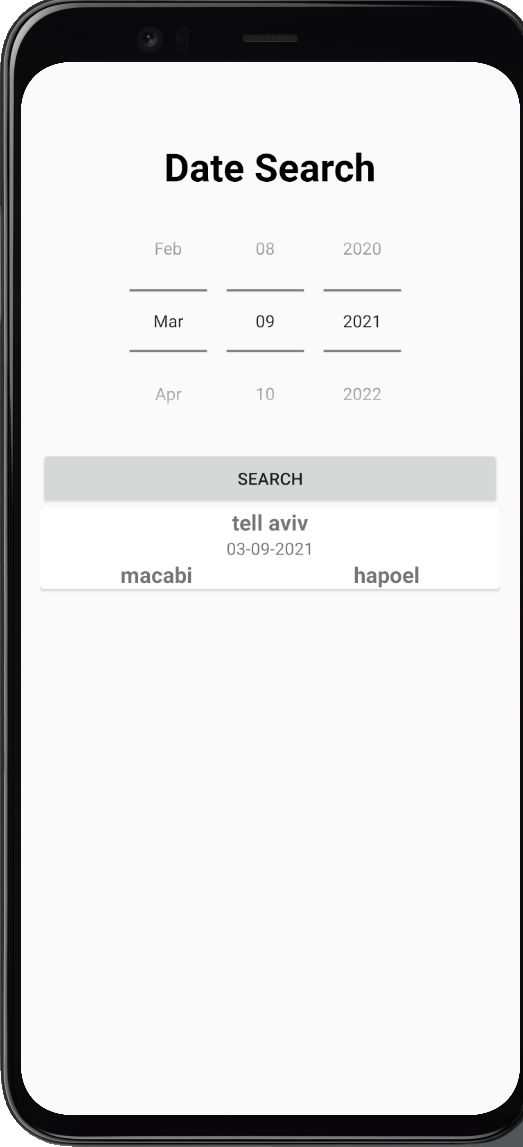 Date Search
Feb 08 2020
Mar 09 2021
Apr 10 2022
SEARCH
tell aviv
03-09-2021
macabi hapoel